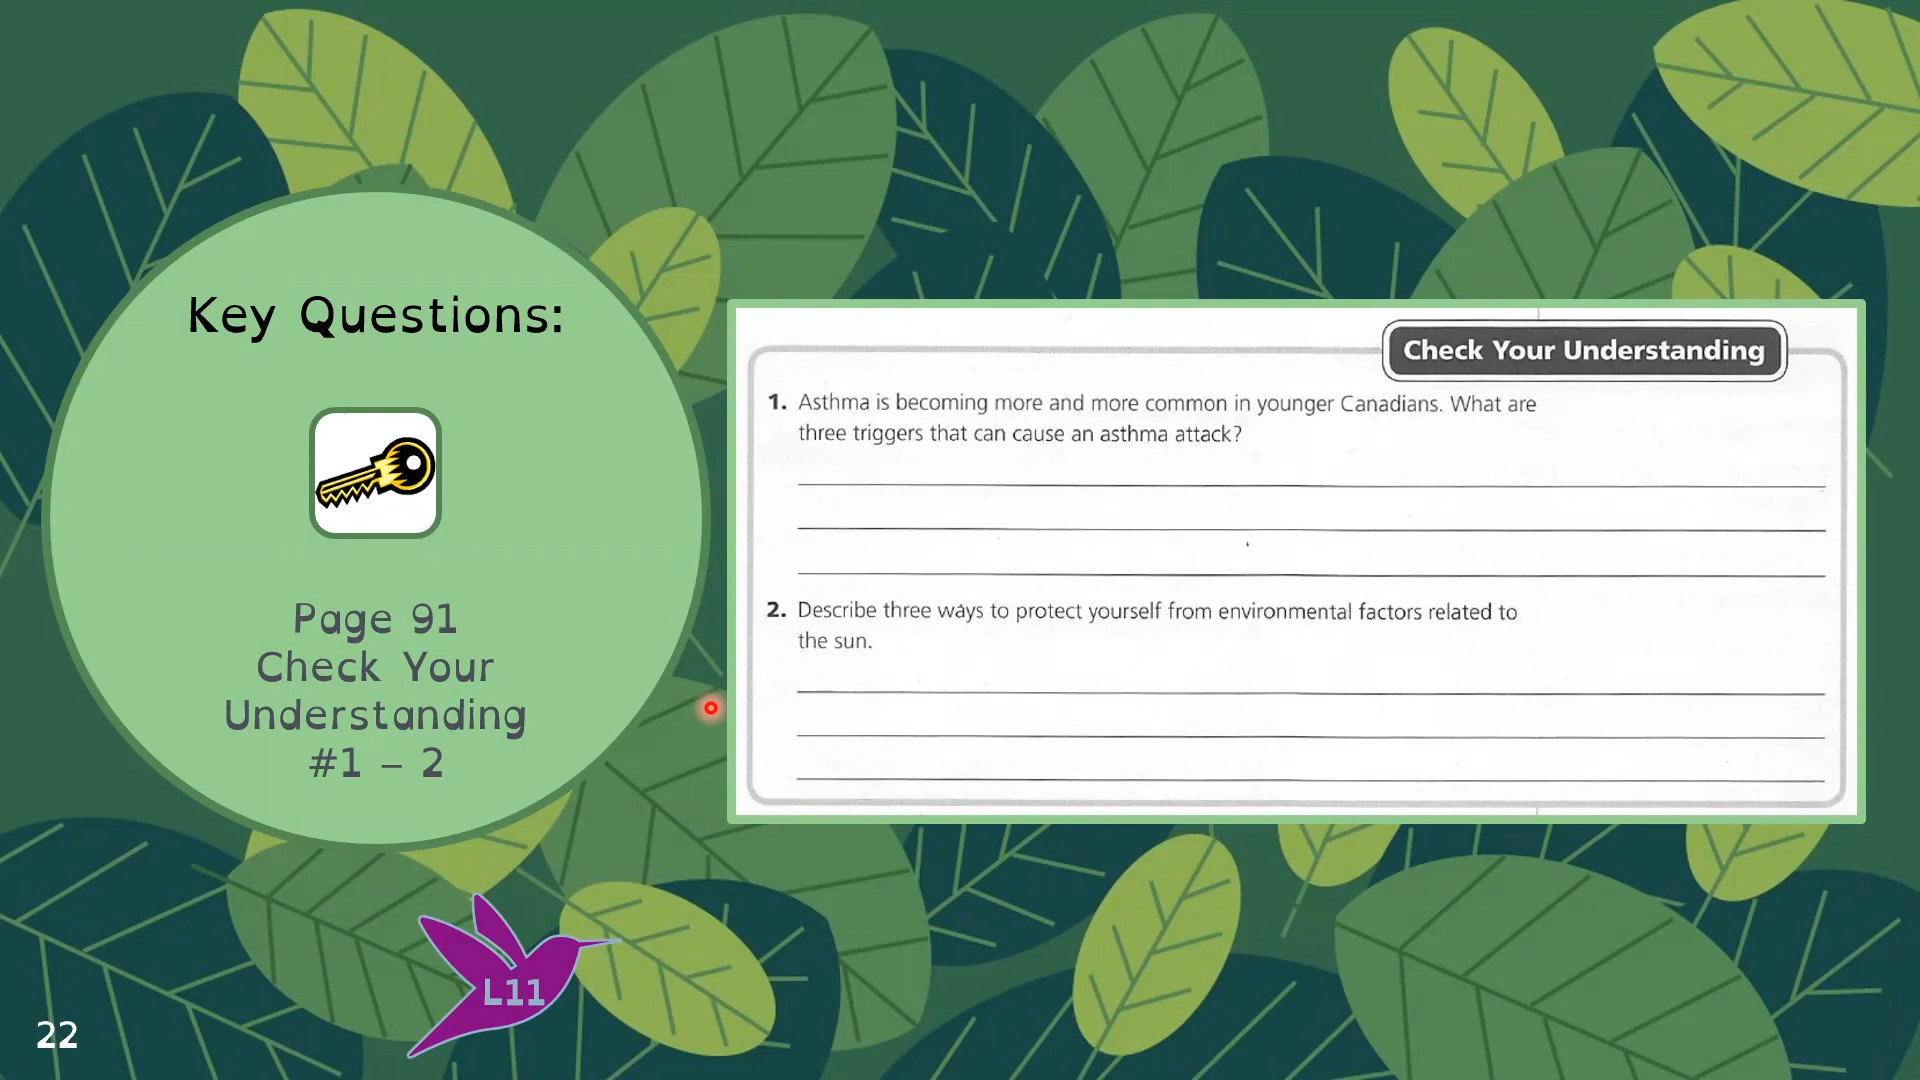 Key Questions:
Page 91
Check Your
Understanding
#1 – 2
Check Your Understanding
1. Asthma is becoming more and more common in younger Canadians. What are
three triggers that can cause an asthma attack?
2. Describe three ways to protect yourself from environmental factors related to
the sun.
L11
22